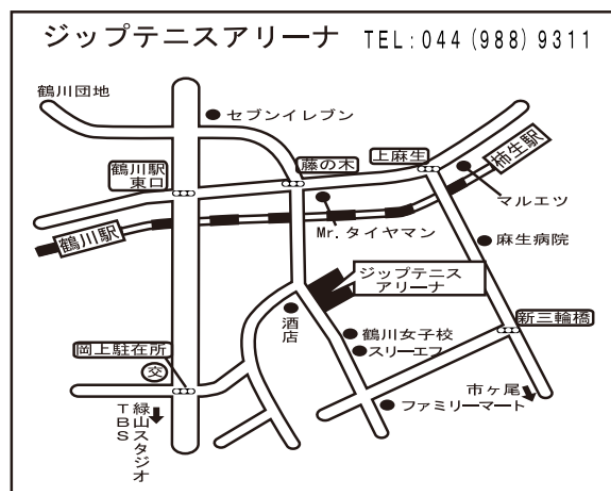 ジップテニスアリーナ TEL:044(988)9311
鶴川団地
セブンイレブン
鶴川駅
東口
藤の木
上麻生
柿生駅
マルエツ
鶴川駅
Mr.タイヤマン
麻生病院
ジップテニス
アリーナ
酒店
新三輪橋
鶴川女子校
スリーエフ
岡上駐在所
交
市ヶ尾
ファミリーマート
緑山スタジオ
TBS